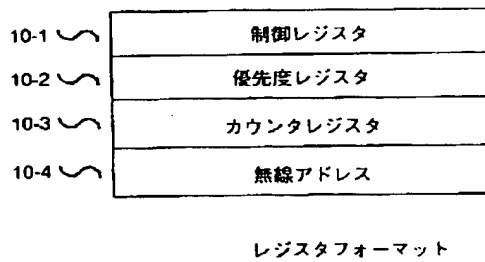 10-1 制御レジスタ
10-2 優先度レジスタ
10-3 カウンタレジスタ
10-4 無線アドレス
レジスタフォーマット